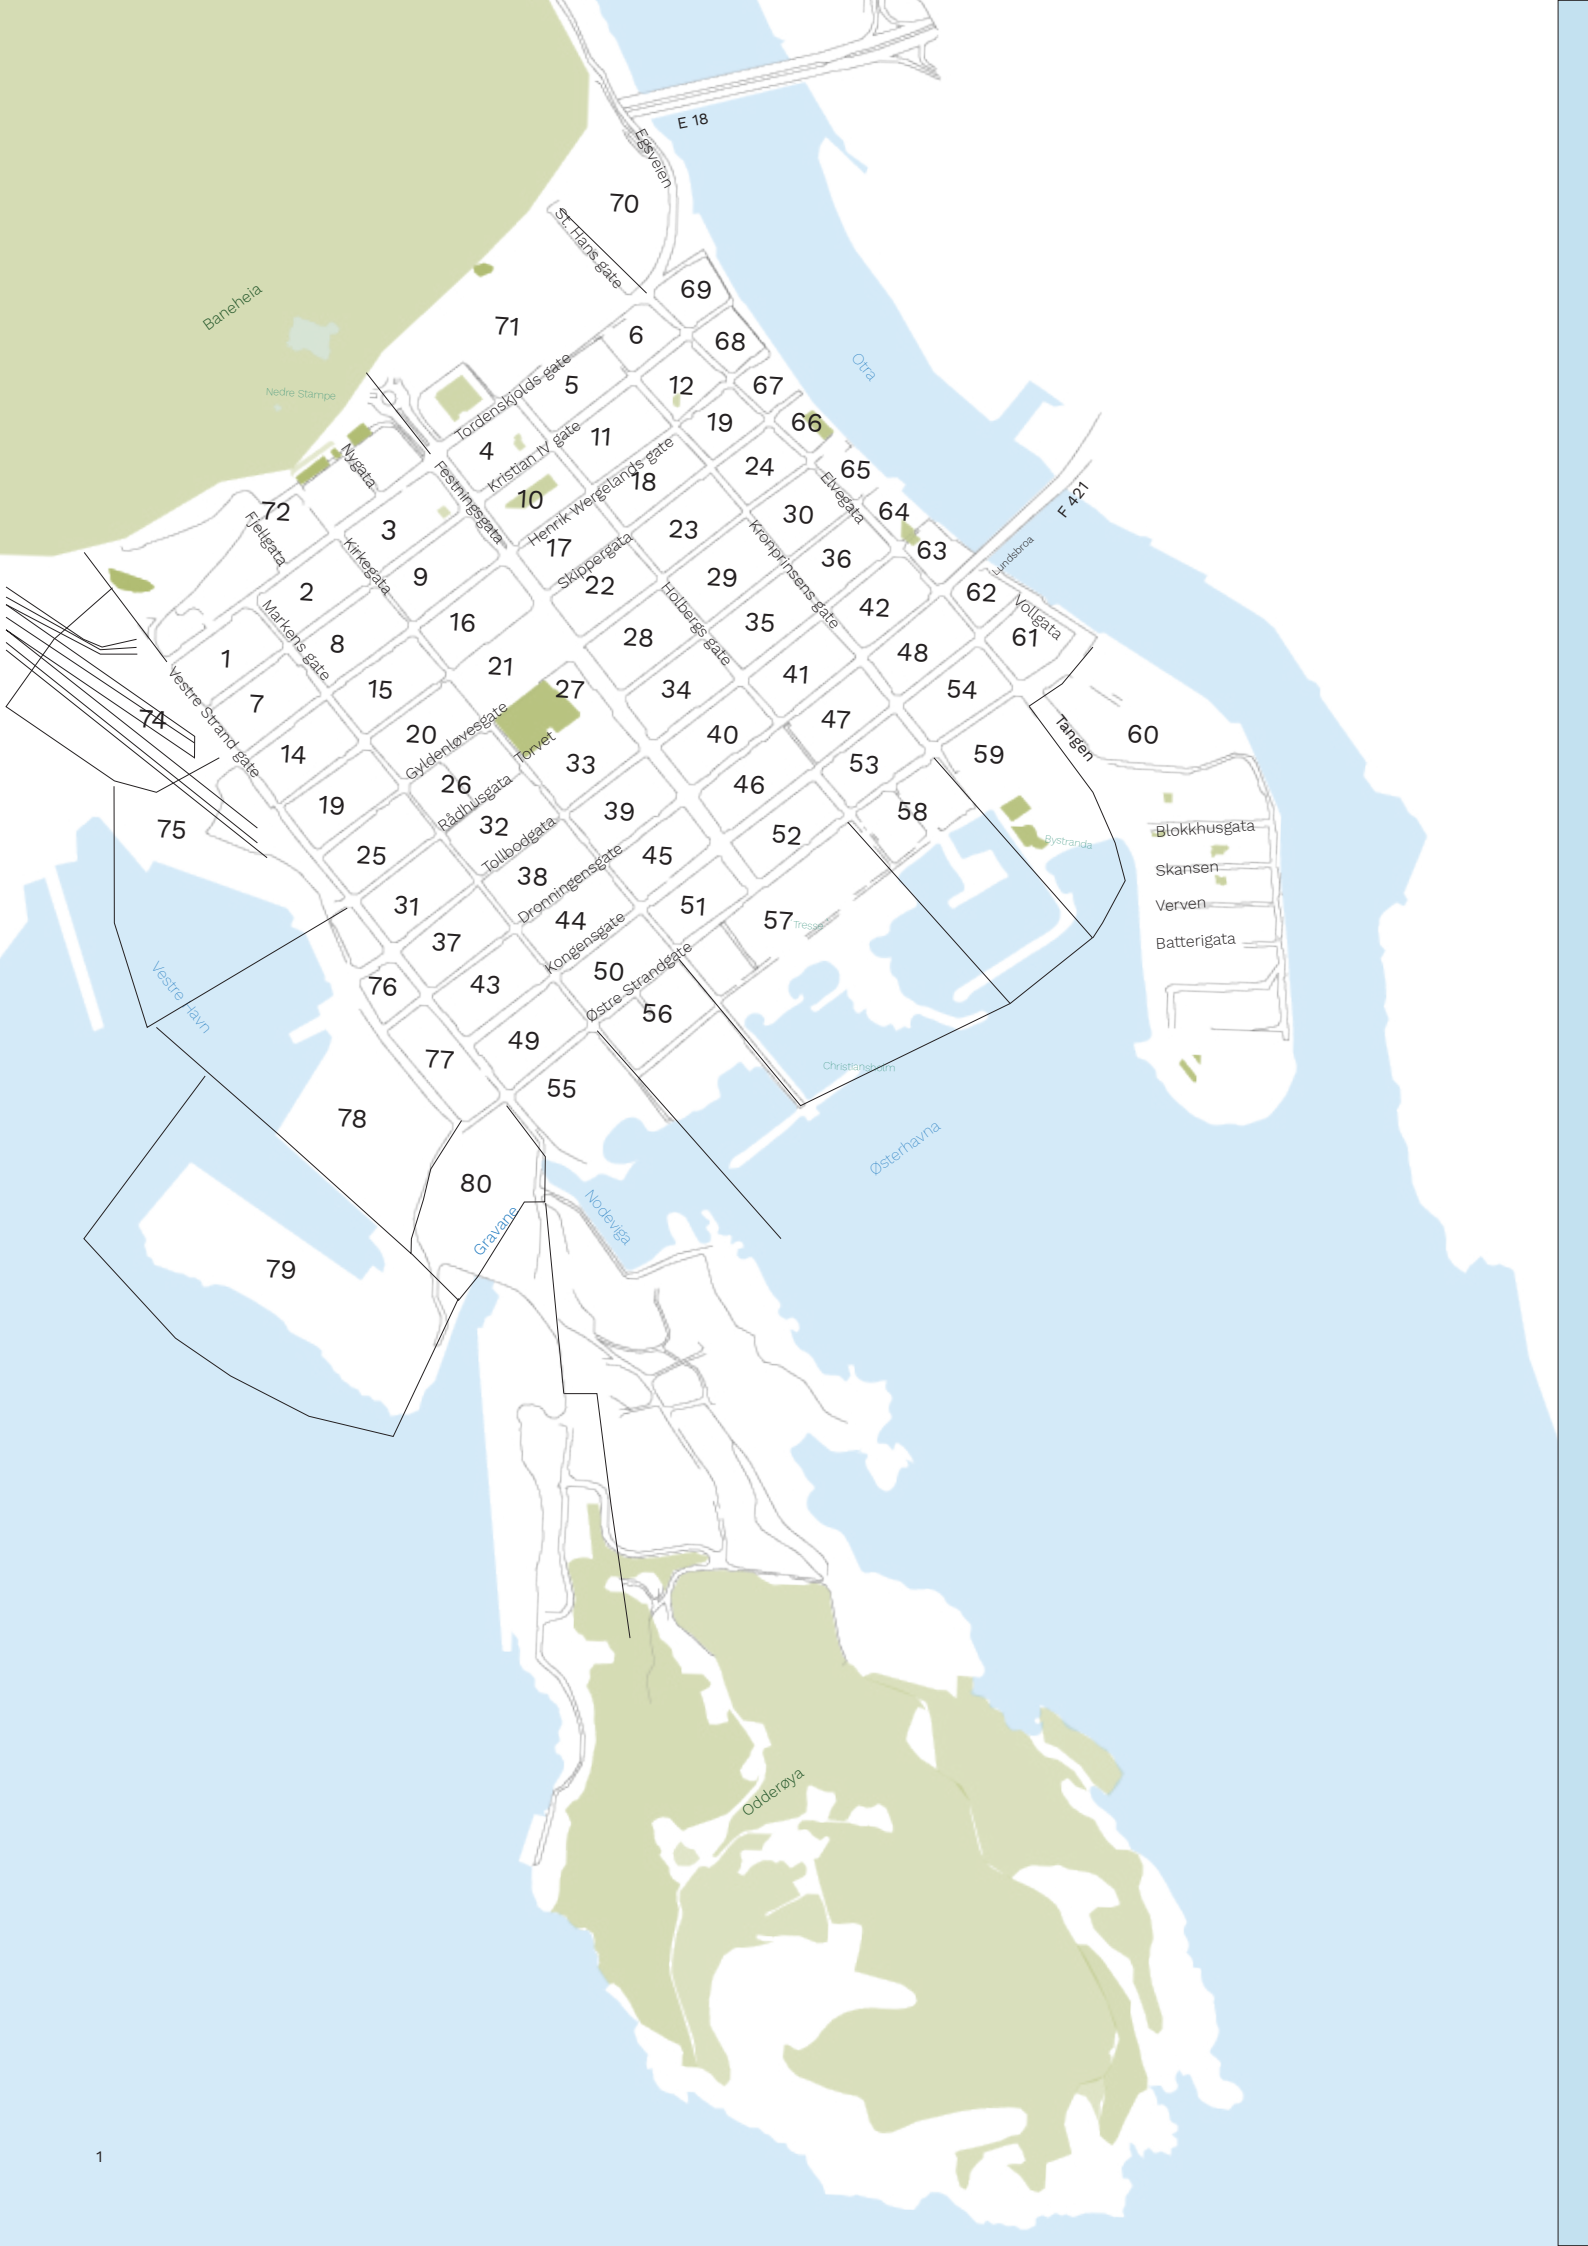 E 18
Egsveien
70
St. Hans gate
69
Baneheia
71
6
68
Otra
Nedre Stampe
Tordenskjolds gate
5
12
67
4
Kristian IV gate
11
19
66
Nygata
Festningsgata
10
Henrik Wergelands gate
18
24
65
Elvegata
72
Fjellgata
3
Kirkegata
17
Skippergata
23
30
64
F 421
Kronprinsens gate
63
Lundsbroa
2
9
22
29
36
62
Vollgata
Markens gate
16
Holbergs gate
35
42
61
1
8
28
48
Vestre Strand gate
7
15
21
27
34
41
54
74
14
20
Gyldenløvesgate
Torvet
40
47
Tangen
60
26
Rådhusgata
33
46
53
59
19
32
Tollbodgata
39
52
58
Bystranda
Blokkhusgata
75
25
38
Dronningensgate
45
Skansen
31
44
Kongensgate
51
57
Tresse
Verven
37
50
Østre Strandgate
Batterigata
Vestre Havn
76
43
56
77
49
Christiansholm
78
55
Østerhavna
80
Gravane
Nodeviga
79
Odderøya
1